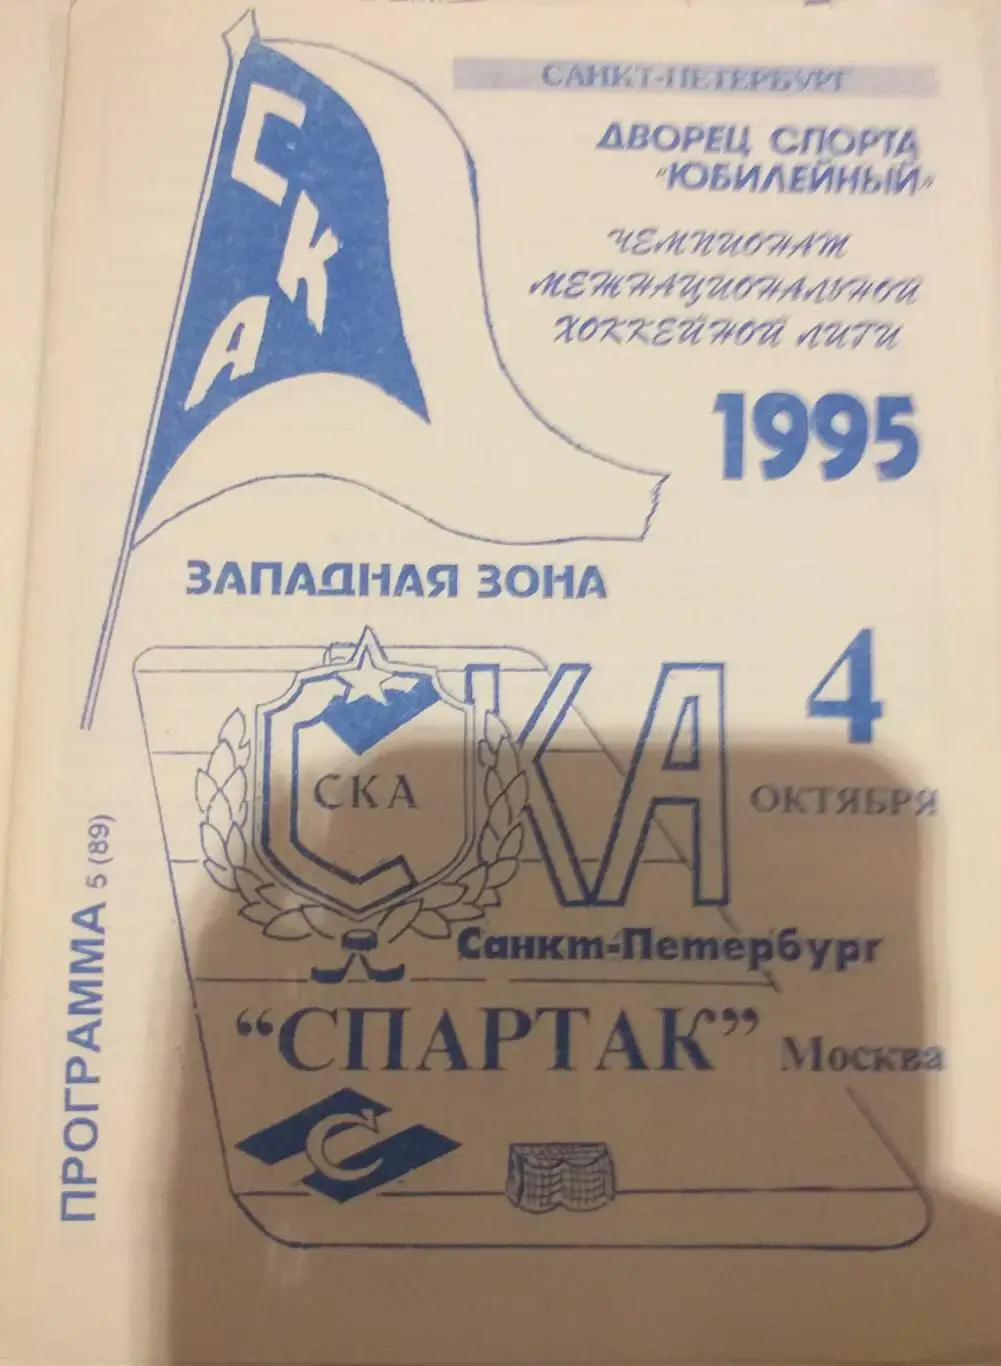 САНКТ-ПЕТЕРБУРГ
ДВОРЕЦ СПОРТА
"ЮБИЛЕЙНЫЙ"
ЧЕМПИОНАТ
МЕЖНАЦИОНАЛЬНОЙ
ХОККЕЙНОЙ ЛИГИ
1995
СКА
ЗАПАДНАЯ ЗОНА
4
ОКТЯБРЯ
СКА
СКА
Санкт-Петербург
"СПАРТАК" Москва
С
ПРОГРАММА 5 (89)